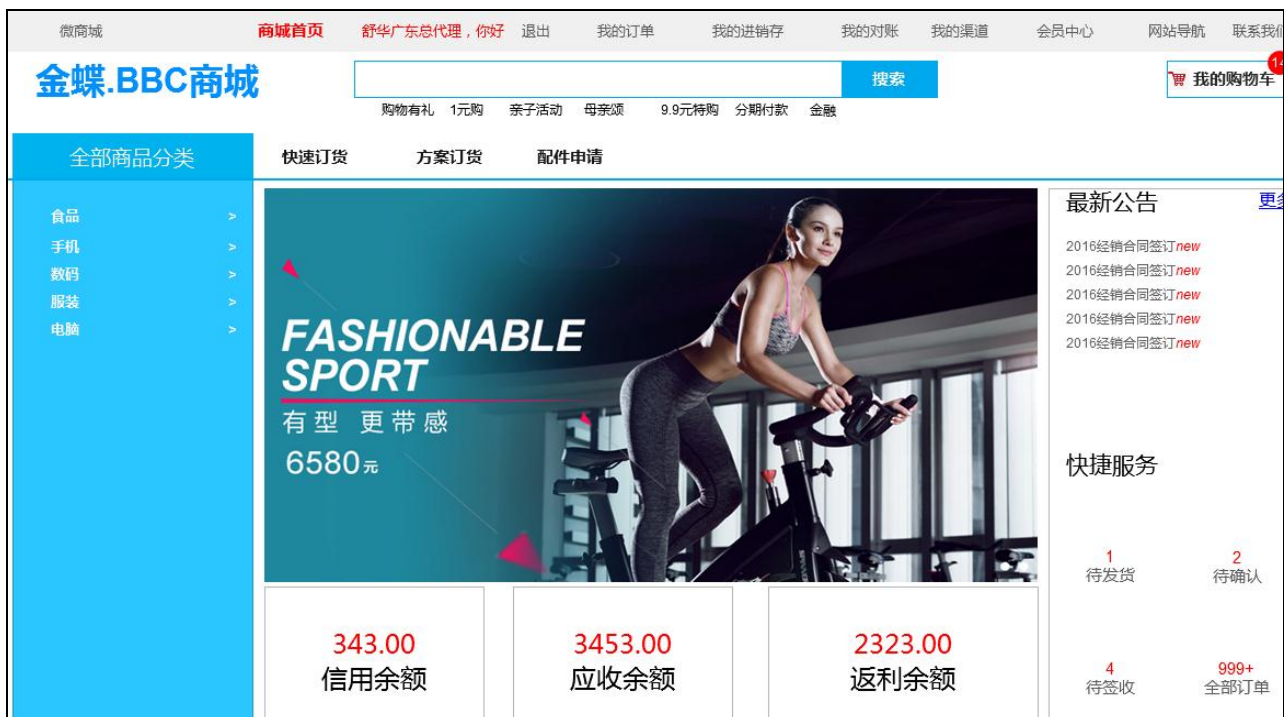 微商城 商城首页 舒华广东总代理，你好 退出 我的订单 我的进销存 我的对账 我的渠道 会员中心 网站导航 联系我们
金蝶.BBC商城 搜索 我的购物车 14
购物有礼 1元购 亲子活动 母亲颂 9.9元特购 分期付款 金融
全部商品分类 快速订货 方案订货 配件申请
食品 >
手机 >
数码 >
服装 >
电脑 >
FASHIONABLE
SPORT
有型 更带感
6580元
最新公告 更多
2016经销合同签订new
2016经销合同签订new
2016经销合同签订new
2016经销合同签订new
2016经销合同签订new
快捷服务
1 2
待发货 待确认
4 999+
待签收 全部订单
343.00 3453.00 2323.00
信用余额 应收余额 返利余额